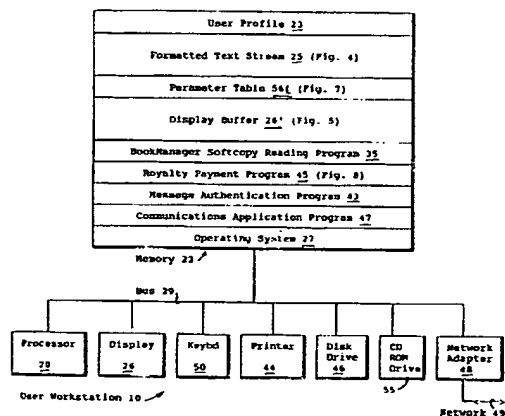 User Profile 23
Formatted Text Stream 25 (Fig. 4)
Parameter Table 56( (Fig. 7)
Display Buffer 26' (Fig. 5)
BookManager Softcopy Reading Program 35
Royalty Payment Program 45 (Fig. 8)
Message Authentication Program 43
Communications Application Program 47
Operating System 27
Memory 22
Bus 29
Processor
20
Display
26
Keybd
50
Printer
44
Disk
Drive
46
CD
ROM
Drive
55
Network
Adapter
48
User Workstation 10
Network 49